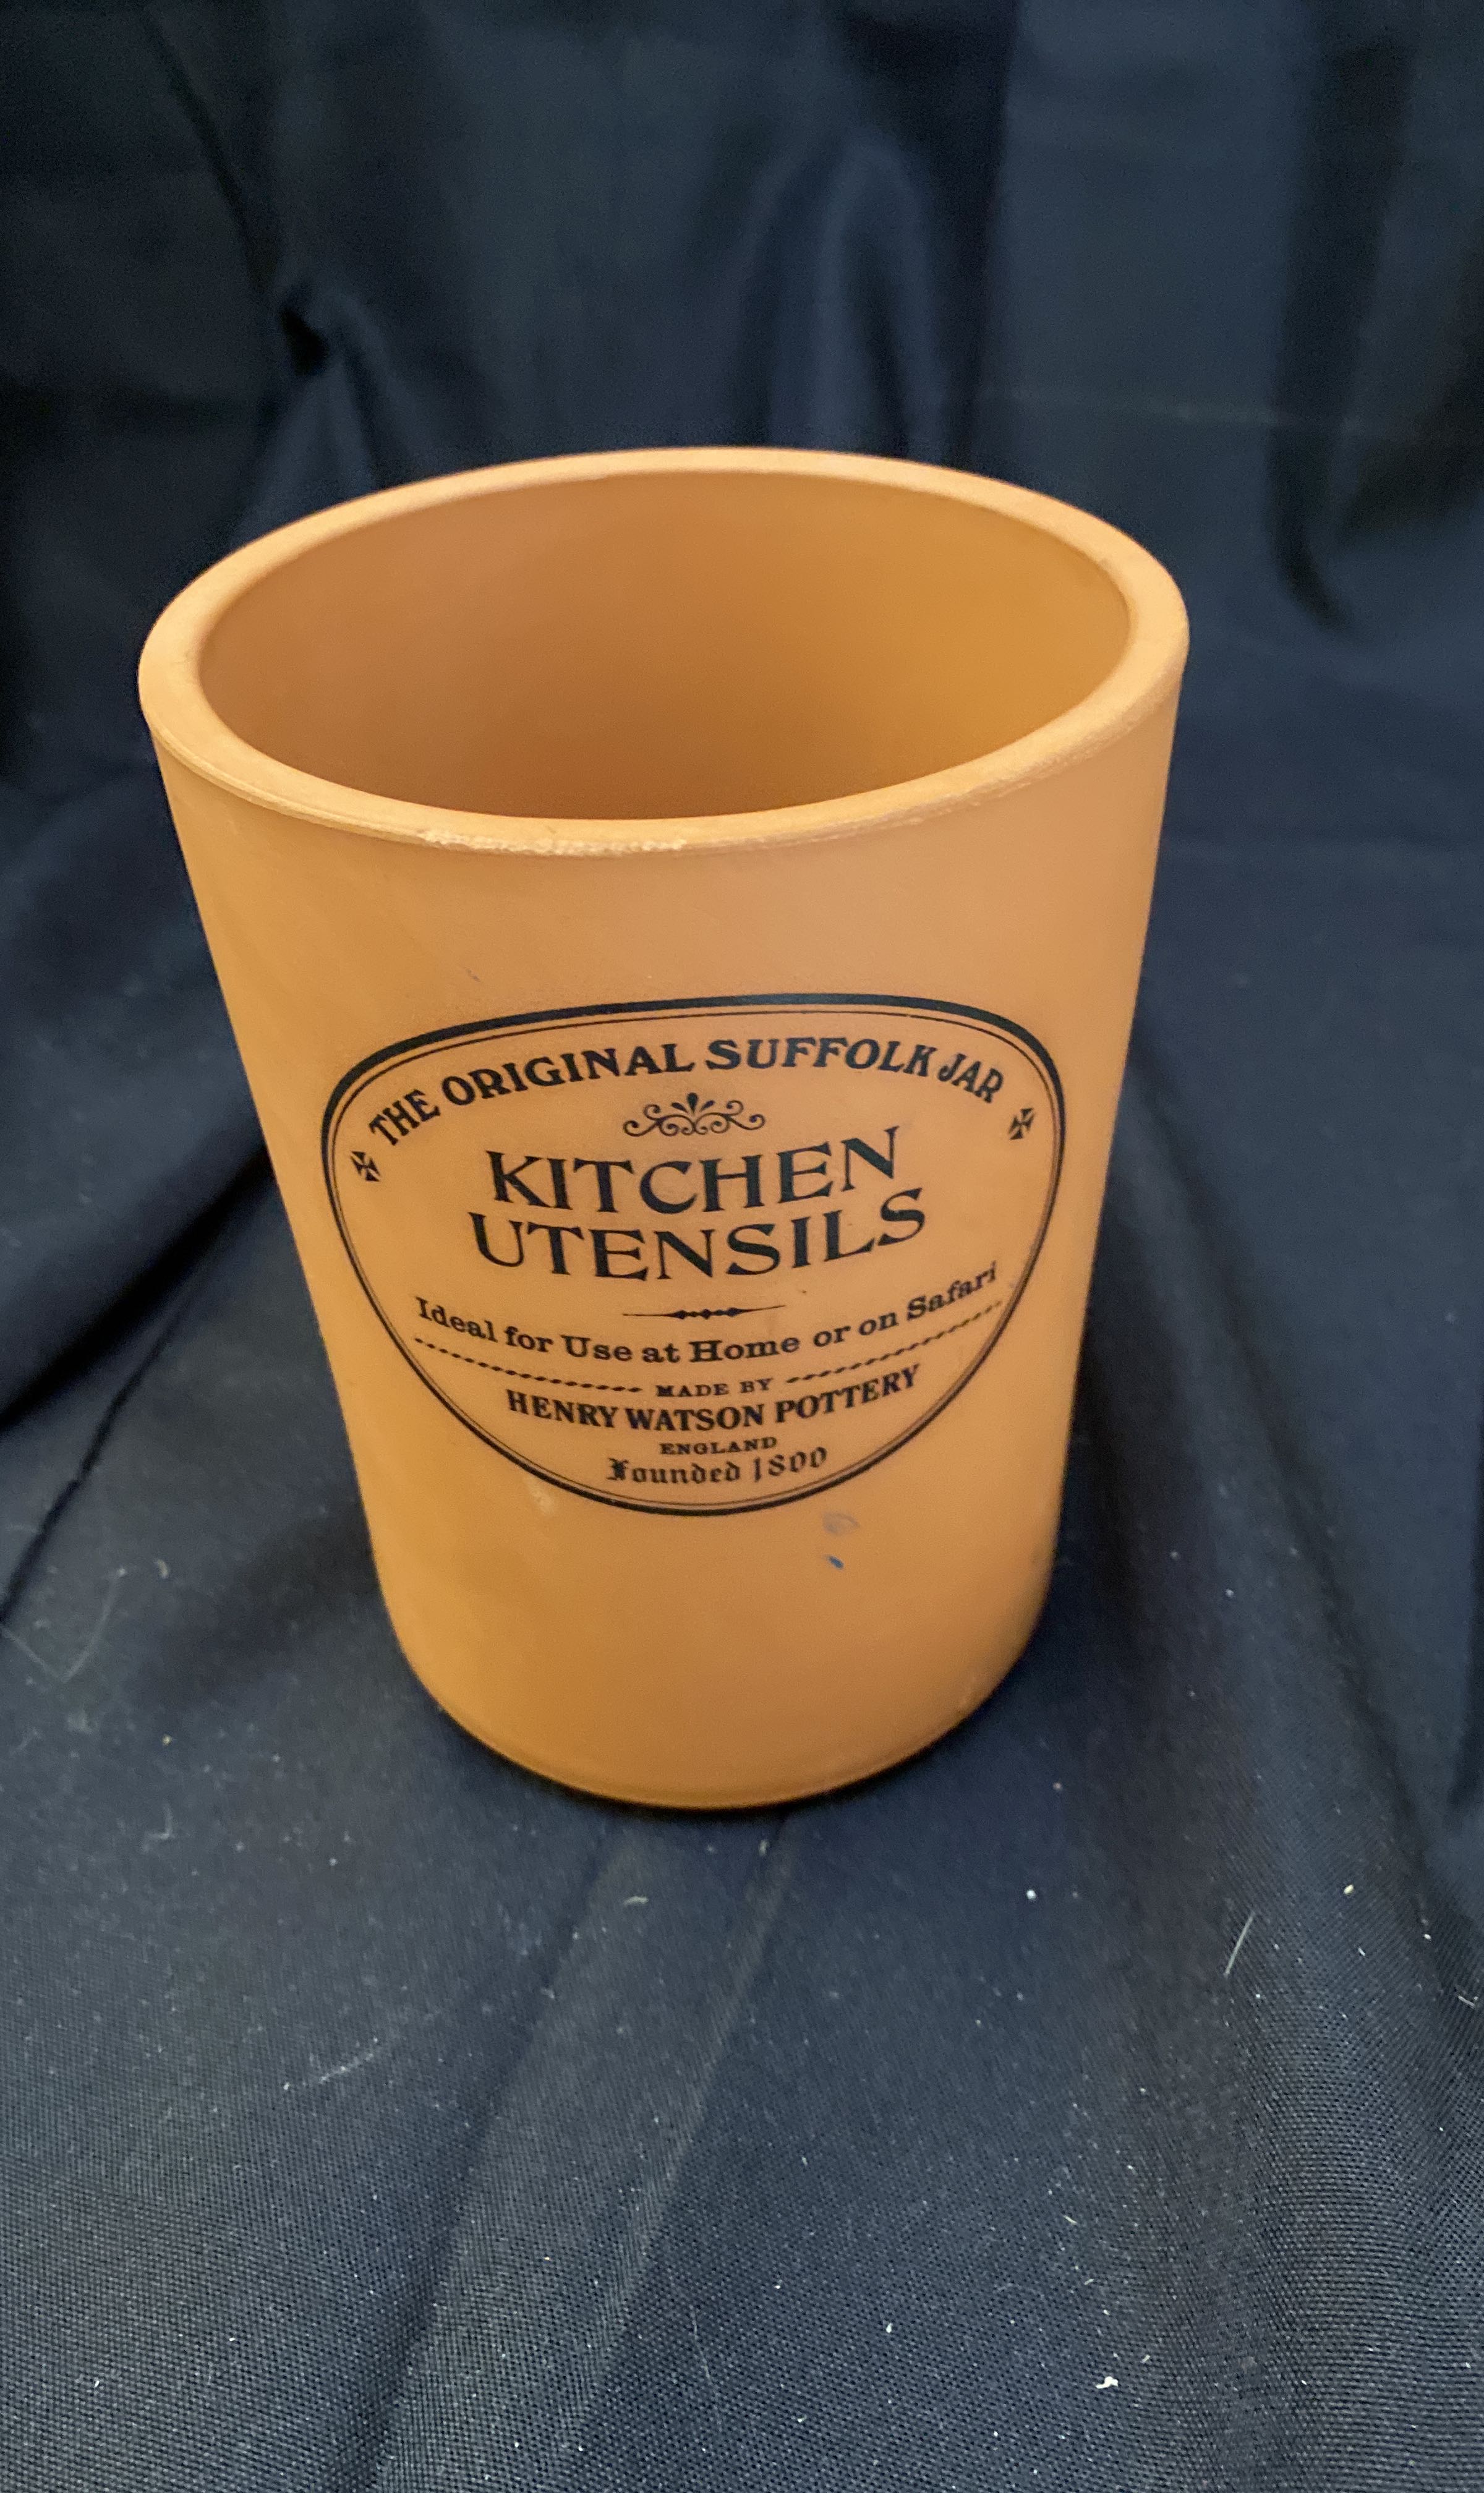 THE ORIGINAL SUFFOLK JAR
KITCHEN
UTENSILS
Ideal for Use at Home or on Safari
MADE BY
HENRY WATSON POTTERY
ENGLAND
Founded 1800